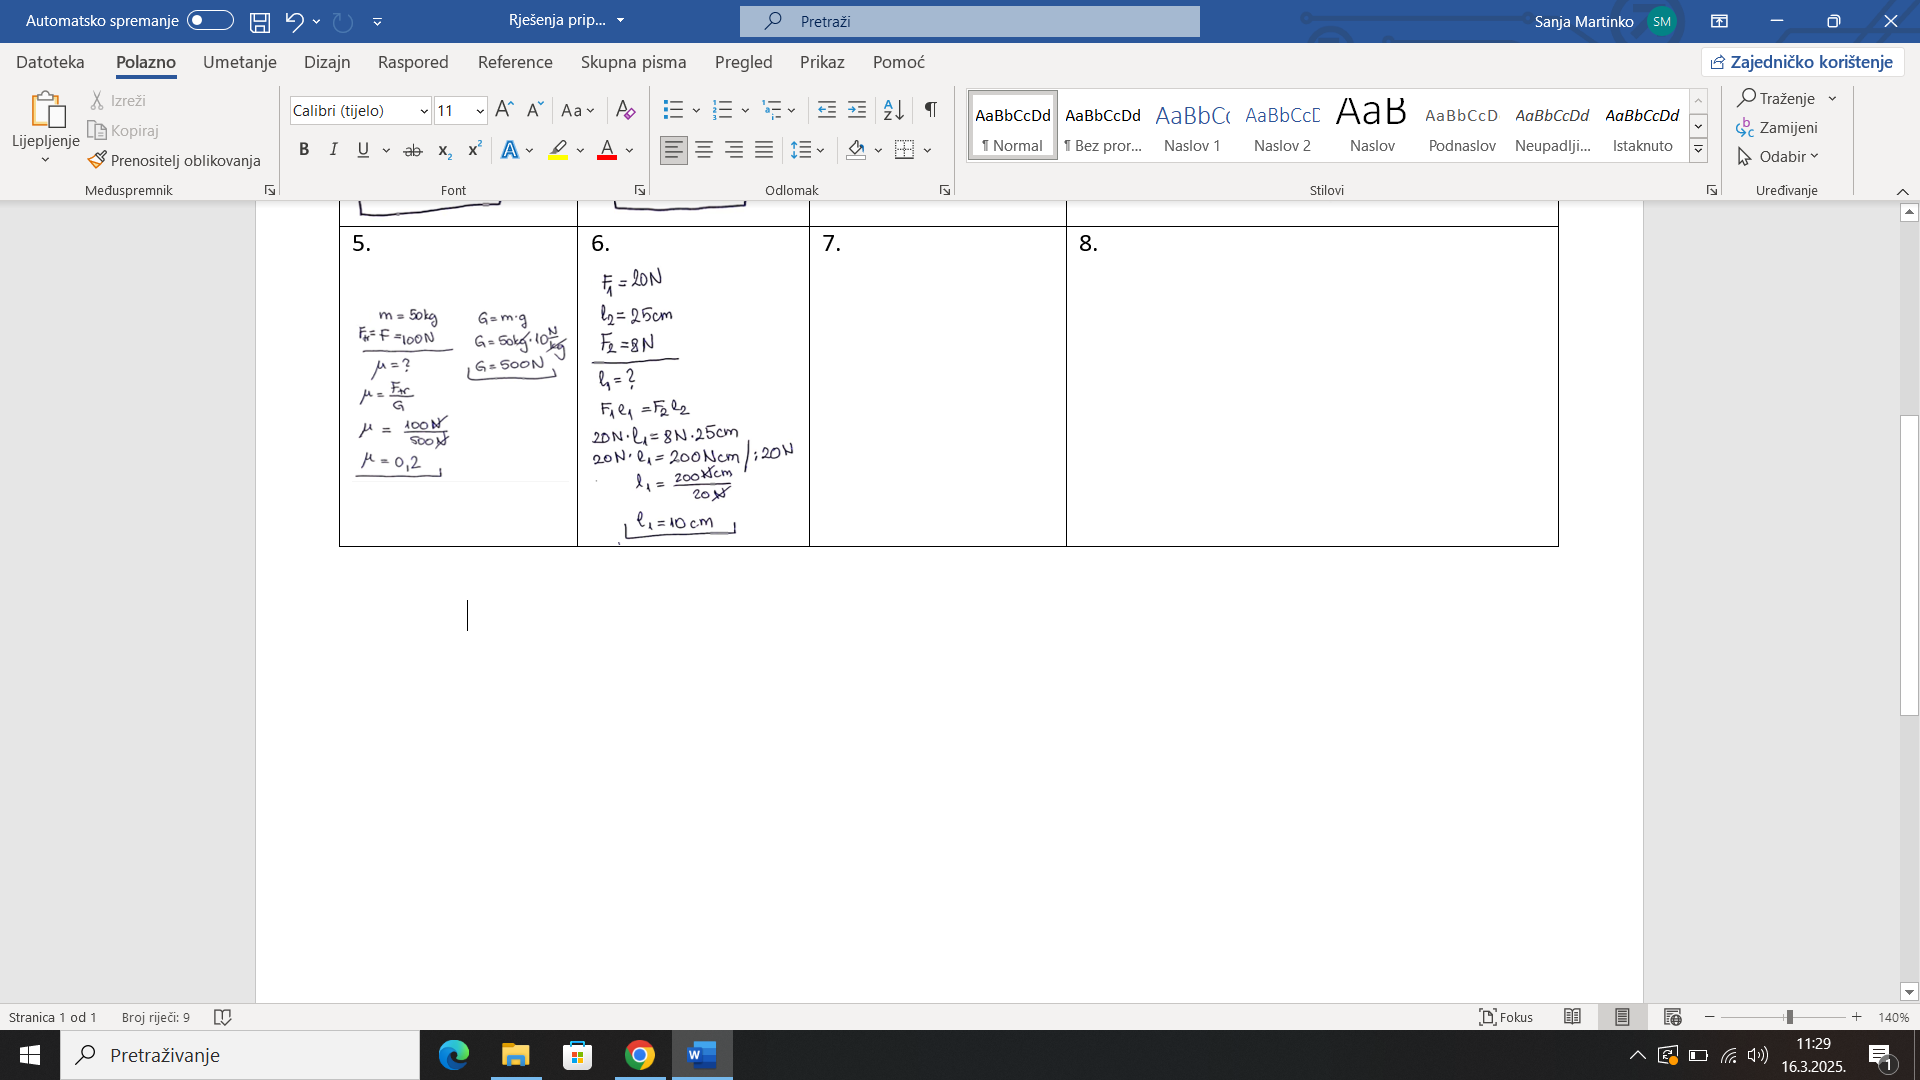 Automatsko spremanje
Rješenja prip...
Pretraži
Sanja Martinko
SM
Datoteka Polazno Umetanje Dizajn Raspored Reference Skupna pisma Pregled Prikaz Pomoć
Zajedničko korištenje
Lijepljenje
Izreži
Kopiraj
Prenositelj oblikovanja
Međuspremnik
Calibri (tijelo) 11
Font
Odlomak
AaBbCcDd AaBbCcDd AaBbCc AaBbCcE AaB AaBbCcD AaBbCcDd AaBbCcDd
¶ Normal ¶ Bez pror... Naslov 1 Naslov 2 Naslov Podnaslov Neupadlji... Istaknuto
Stilovi
Traženje
Zamijeni
Odabir
Uređivanje
5.
m = 50kg
Ftr = F = 100N
μ = ?
μ = Ftr/G
μ = 100N/500N
μ = 0,2
G = m·g
G = 50kg·10 N/kg
G = 500N
6.
F₁ = 20N
l₂ = 25cm
F₂ = 8N
l₁ = ?
F₁l₁ = F₂l₂
20N·l₁ = 8N·25cm
20N·l₁ = 200Ncm /:20N
l₁ = 200Ncm/20N
l₁ = 10cm
7.
8.
Stranica 1 od 1 Broj riječi: 9
Fokus
140%
Pretraživanje
11:29
16.3.2025.
1